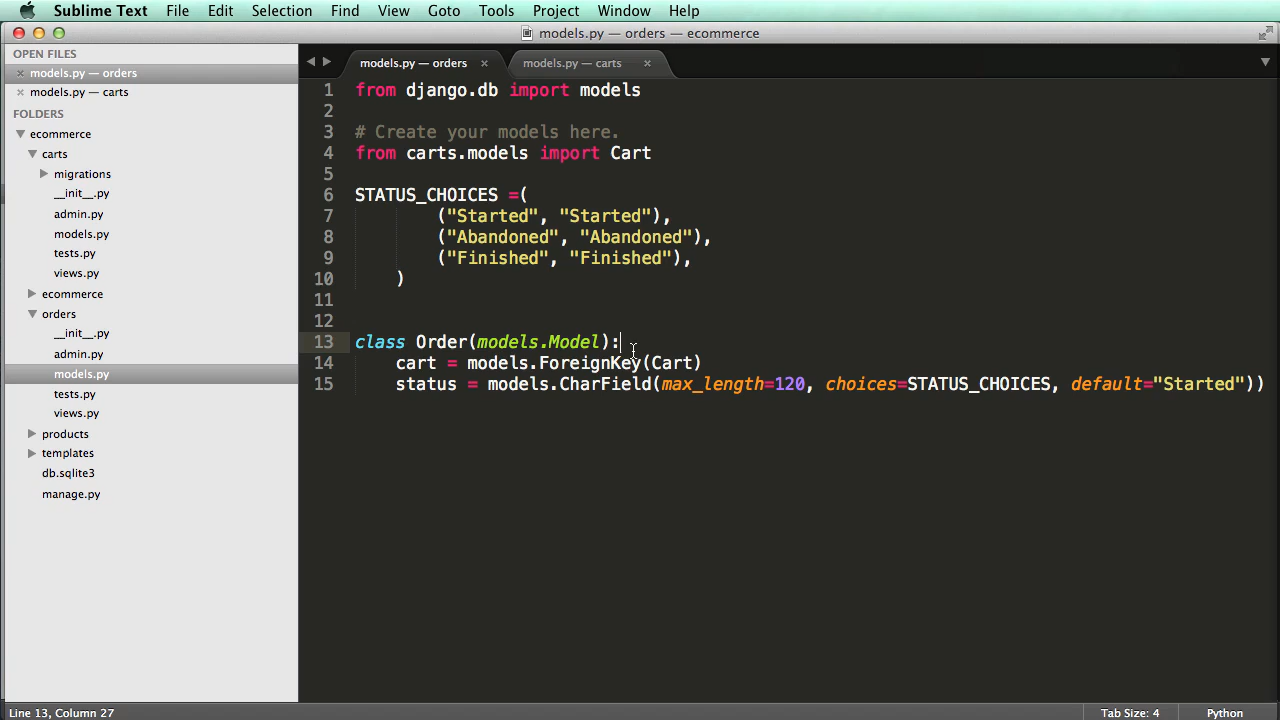 Sublime Text File Edit Selection Find View Goto Tools Project Window Help
models.py — orders — ecommerce
OPEN FILES
models.py — orders
models.py — carts
FOLDERS
ecommerce
carts
migrations
__init__.py
admin.py
models.py
tests.py
views.py
ecommerce
orders
__init__.py
admin.py
models.py
tests.py
views.py
products
templates
db.sqlite3
manage.py
models.py — orders models.py — carts
1 from django.db import models
2
3 # Create your models here.
4 from carts.models import Cart
5
6 STATUS_CHOICES =(
7 ("Started", "Started"),
8 ("Abandoned", "Abandoned"),
9 ("Finished", "Finished"),
10 )
11
12
13 class Order(models.Model):
14 cart = models.ForeignKey(Cart)
15 status = models.CharField(max_length=120, choices=STATUS_CHOICES, default="Started"))
Line 13, Column 27 Tab Size: 4 Python